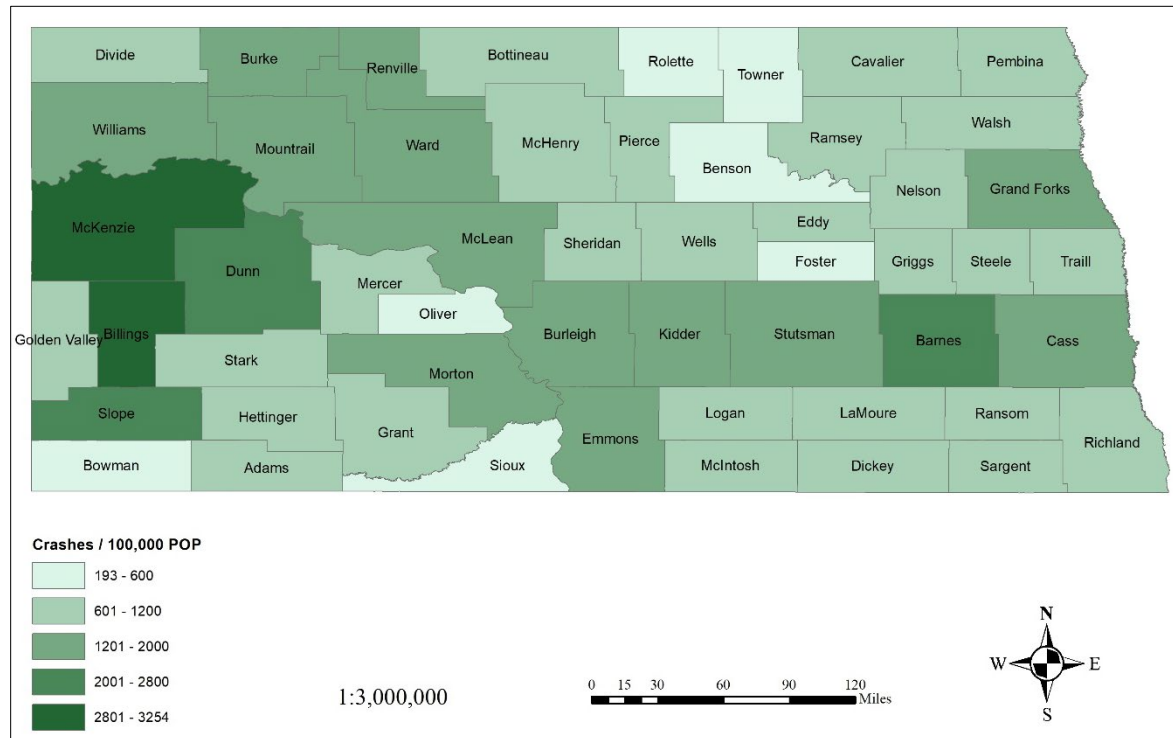 Divide
Burke
Renville
Bottineau
Rolette
Towner
Cavalier
Pembina
Williams
Mountrail
Ward
McHenry
Pierce
Benson
Ramsey
Walsh
Nelson
Grand Forks
McKenzie
Dunn
McLean
Mercer
Oliver
Sheridan
Wells
Eddy
Foster
Griggs
Steele
Traill
Golden Valley
Billings
Stark
Morton
Burleigh
Kidder
Stutsman
Barnes
Cass
Slope
Hettinger
Grant
Emmons
Logan
LaMoure
Ransom
Richland
Bowman
Adams
Sioux
McIntosh
Dickey
Sargent
Crashes / 100,000 POP
193 - 600
601 - 1200
1201 - 2000
2001 - 2800
2801 - 3254
1:3,000,000
0 15 30 60 90 120
Miles
N
W E
S